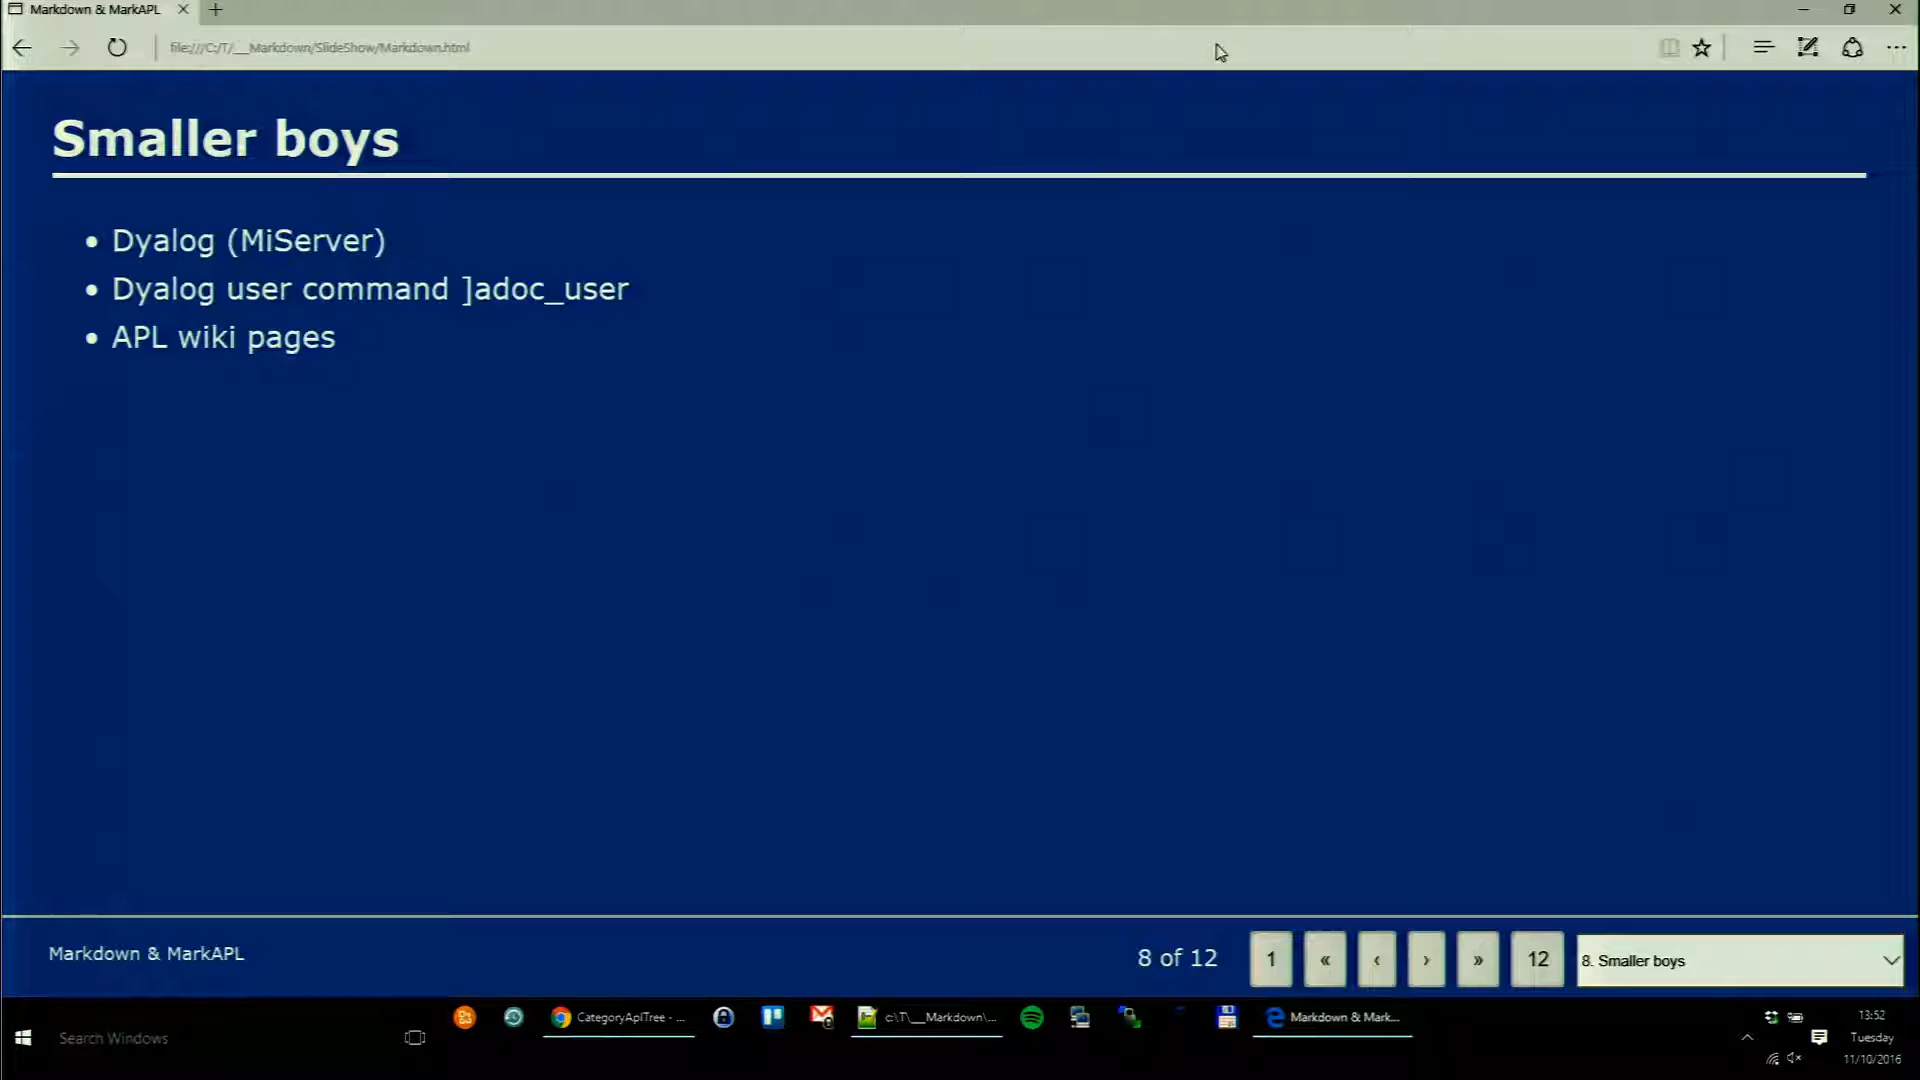 Markdown & MarkAPL
file:///C:/T/__Markdown/SlideShow/Markdown.html
Smaller boys
• Dyalog (MiServer)
• Dyalog user command ]adoc_user
• APL wiki pages
Markdown & MarkAPL
8 of 12
1 « ‹ › » 12
8. Smaller boys
Search Windows
CategoryAplTree - ...
c\T\__Markdown\...
Markdown & Mark...
13:52
Tuesday
11/10/2016